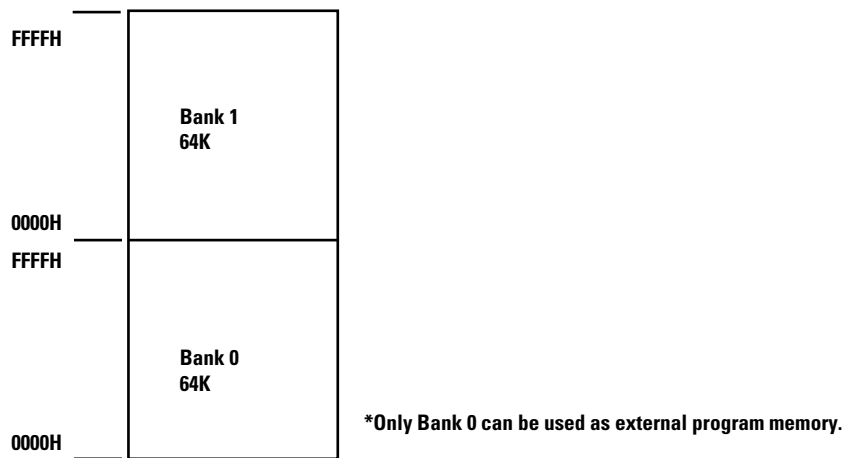 FFFFH
Bank 1
64K
0000H
FFFFH
Bank 0
64K
*Only Bank 0 can be used as external program memory.
0000H